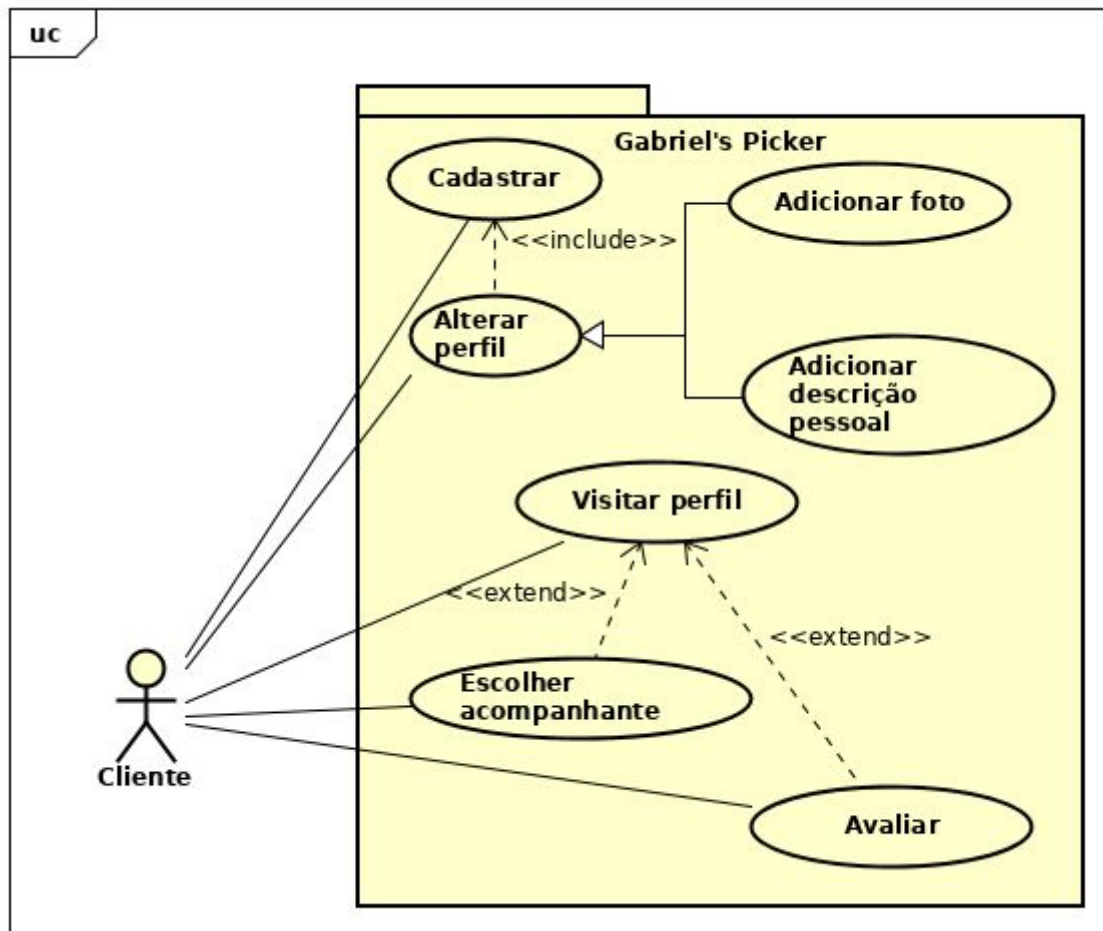 uc
Gabriel's Picker
Cadastrar
Adicionar foto
<<include>>
Alterar
perfil
Adicionar
descrição
pessoal
Visitar perfil
<<extend>>
<<extend>>
Escolher
acompanhante
Cliente
Avaliar